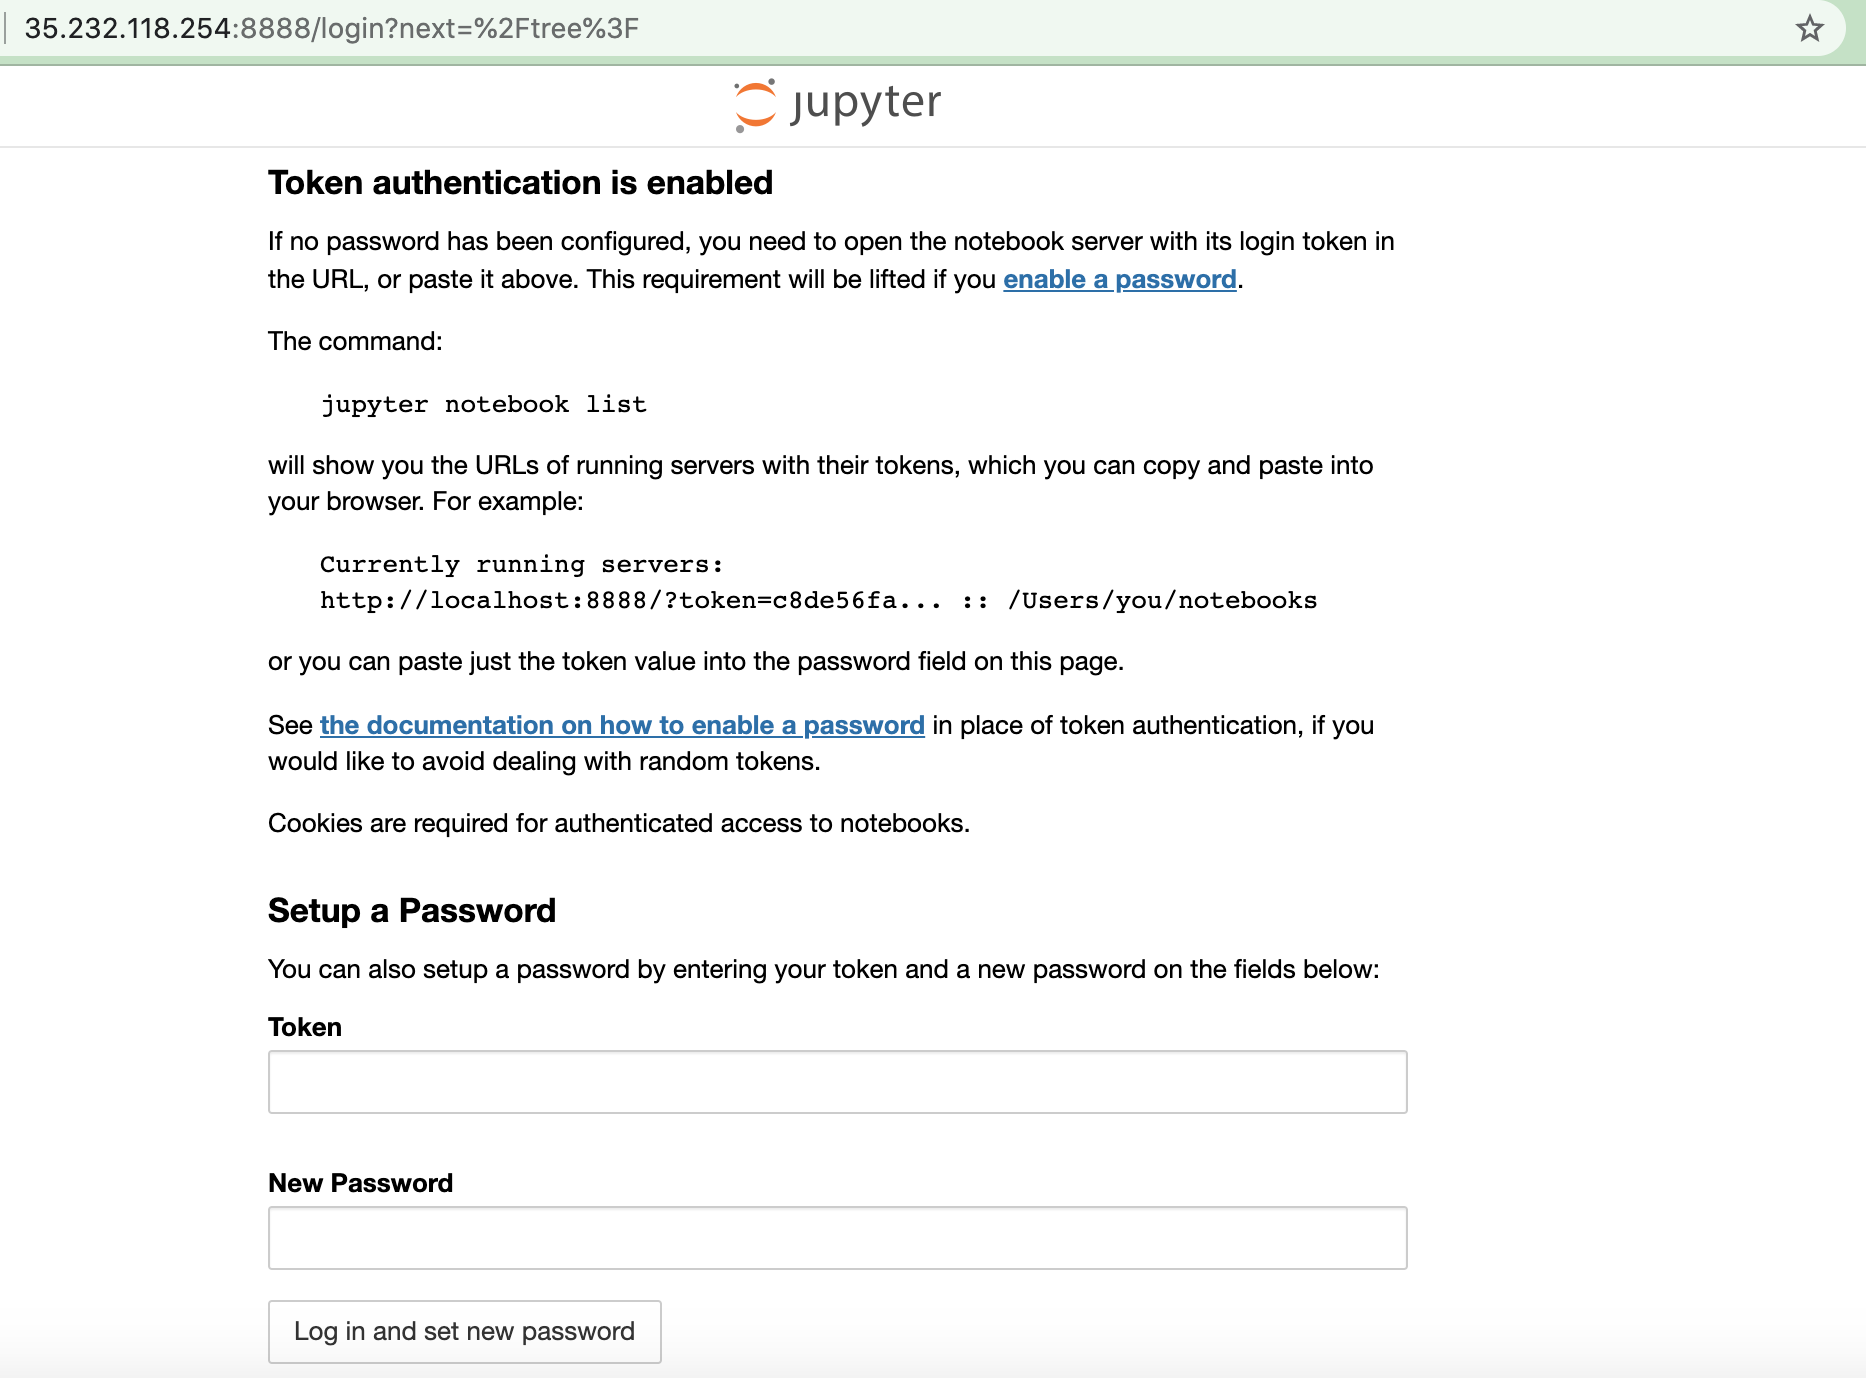 35.232.118.254:8888/login?next=%2Ftree%3F
jupyter
Token authentication is enabled
If no password has been configured, you need to open the notebook server with its login token in
the URL, or paste it above. This requirement will be lifted if you enable a password.
The command:
jupyter notebook list
will show you the URLs of running servers with their tokens, which you can copy and paste into
your browser. For example:
Currently running servers:
http://localhost:8888/?token=c8de56fa... :: /Users/you/notebooks
or you can paste just the token value into the password field on this page.
See the documentation on how to enable a password in place of token authentication, if you
would like to avoid dealing with random tokens.
Cookies are required for authenticated access to notebooks.
Setup a Password
You can also setup a password by entering your token and a new password on the fields below:
Token
New Password
Log in and set new password